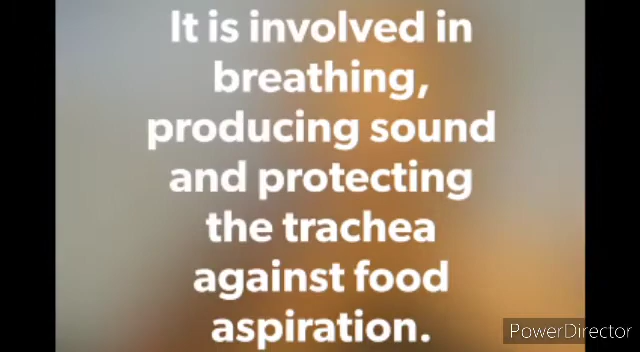 It is involved in
breathing,
producing sound
and protecting
the trachea
against food
aspiration.
PowerDirector